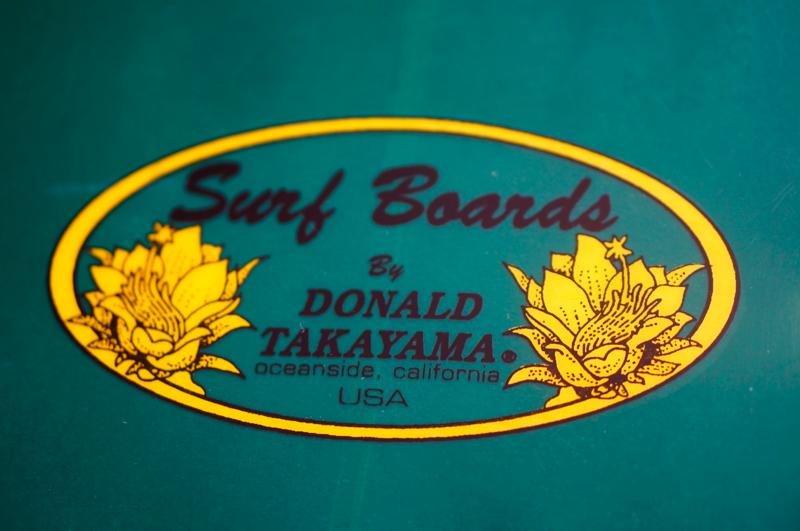 Surf Boards
By
DONALD
TAKAYAMA®
oceanside, california
USA